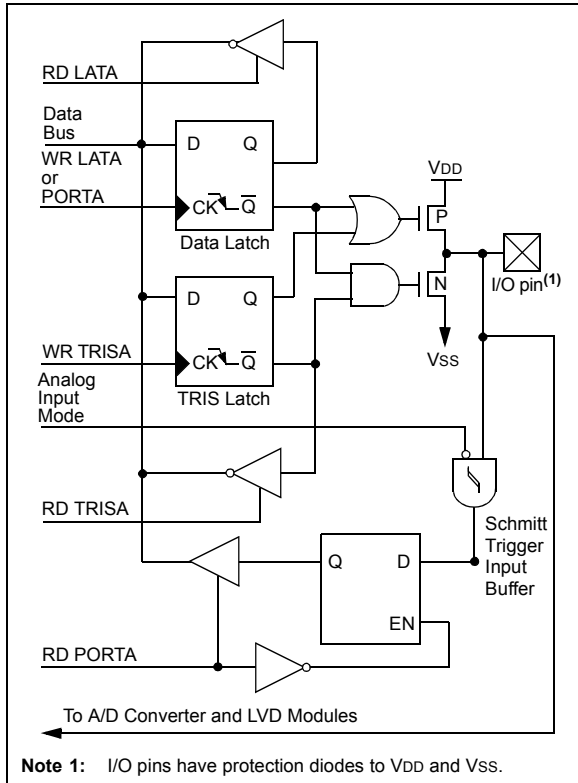 RD LATA
Data
Bus
D Q
WR LATA
or
PORTA
CK Q̅
Data Latch
VDD
P
N
I/O pin(1)
VSS
D Q
WR TRISA
CK Q̅
TRIS Latch
Analog
Input
Mode
RD TRISA
Schmitt
Trigger
Input
Buffer
Q D
EN
RD PORTA
To A/D Converter and LVD Modules
Note 1: I/O pins have protection diodes to VDD and VSS.